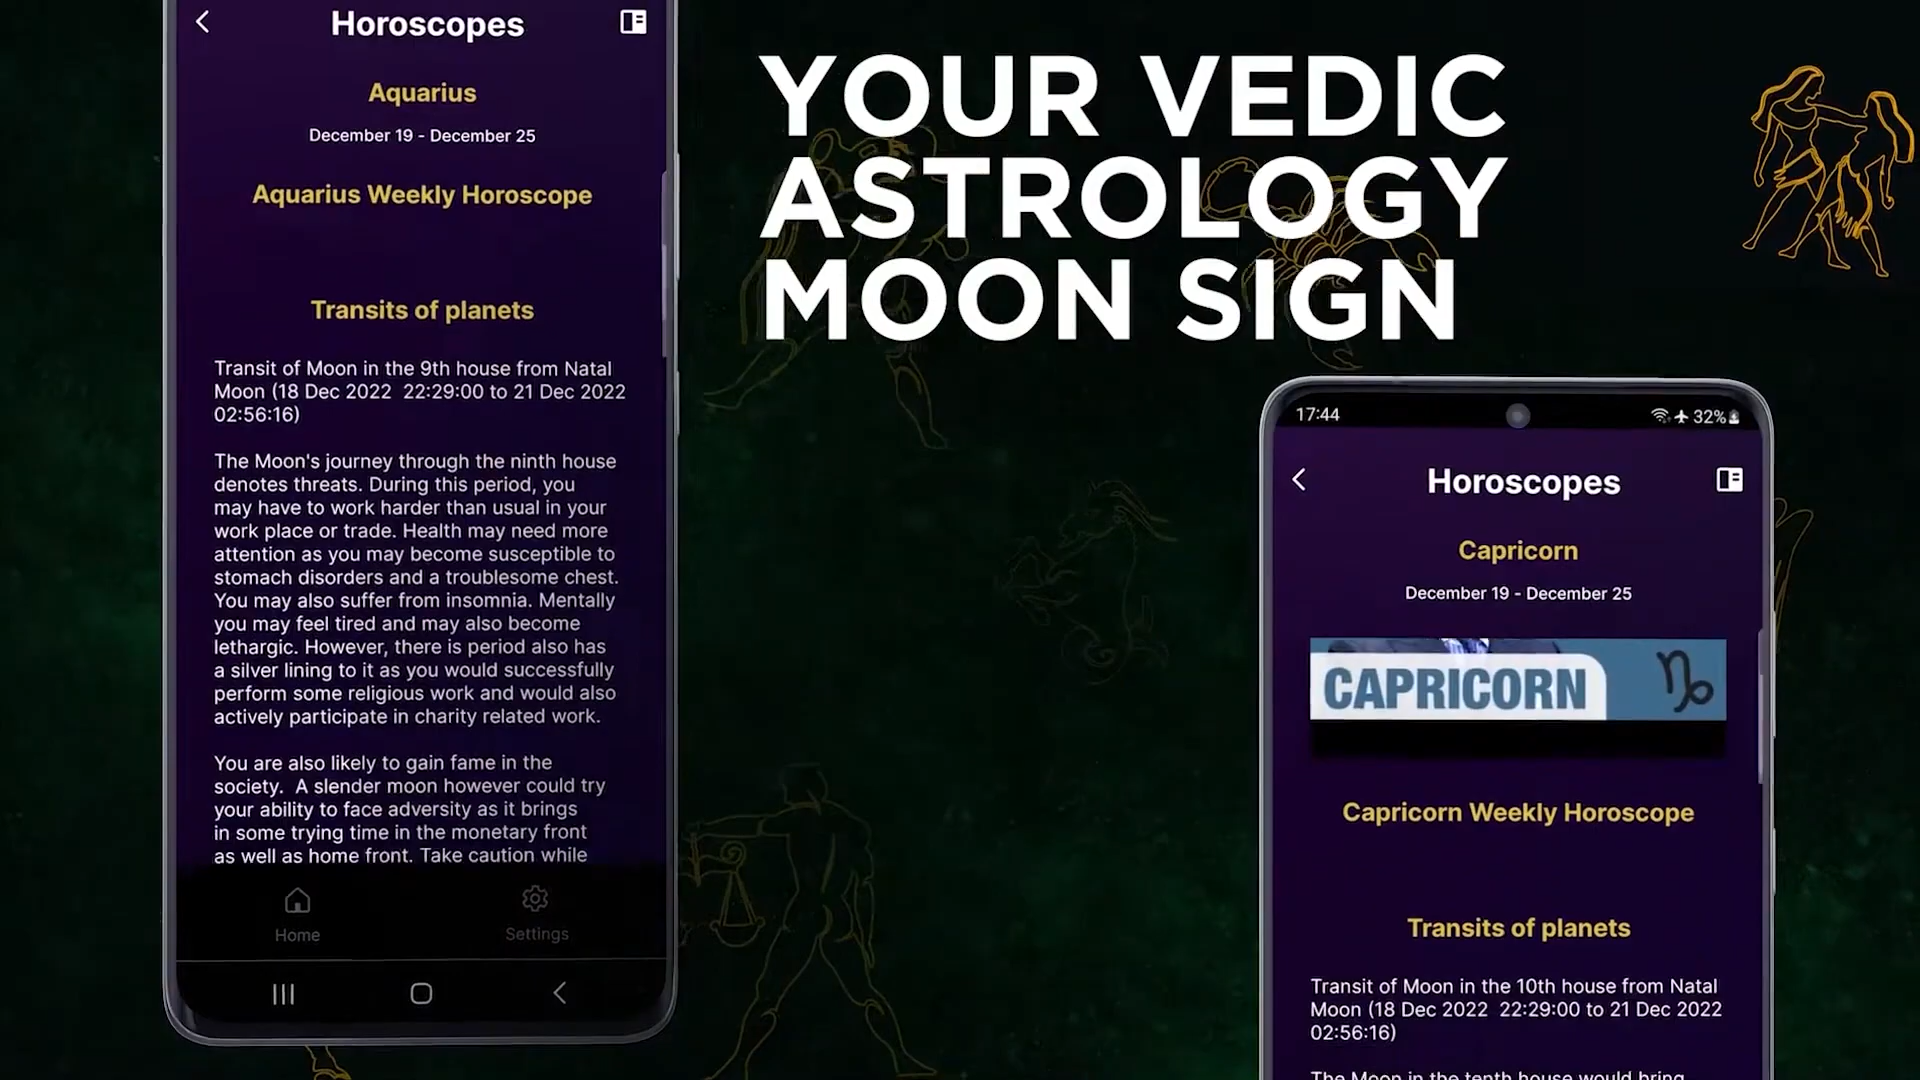 Horoscopes
Aquarius
December 19 - December 25
Aquarius Weekly Horoscope
Transits of planets
Transit of Moon in the 9th house from Natal
Moon (18 Dec 2022  22:29:00 to 21 Dec 2022
02:56:16)
The Moon's journey through the ninth house
denotes threats. During this period, you
may have to work harder than usual in your
work place or trade. Health may need more
attention as you may become susceptible to
stomach disorders and a troublesome chest.
You may also suffer from insomnia. Mentally
you may feel tired and may also become
lethargic. However, there is period also has
a silver lining to it as you would successfully
perform some religious work and would also
actively participate in charity related work.
You are also likely to gain fame in the
society.  A slender moon however could try
your ability to face adversity as it brings
in some trying time in the monetary front
as well as home front. Take caution while
Home
Settings
YOUR VEDIC
ASTROLOGY
MOON SIGN
17:44
32%
Horoscopes
Capricorn
December 19 - December 25
CAPRICORN
Capricorn Weekly Horoscope
Transits of planets
Transit of Moon in the 10th house from Natal
Moon (18 Dec 2022  22:29:00 to 21 Dec 2022
02:56:16)
The Moon in the tenth house would bring